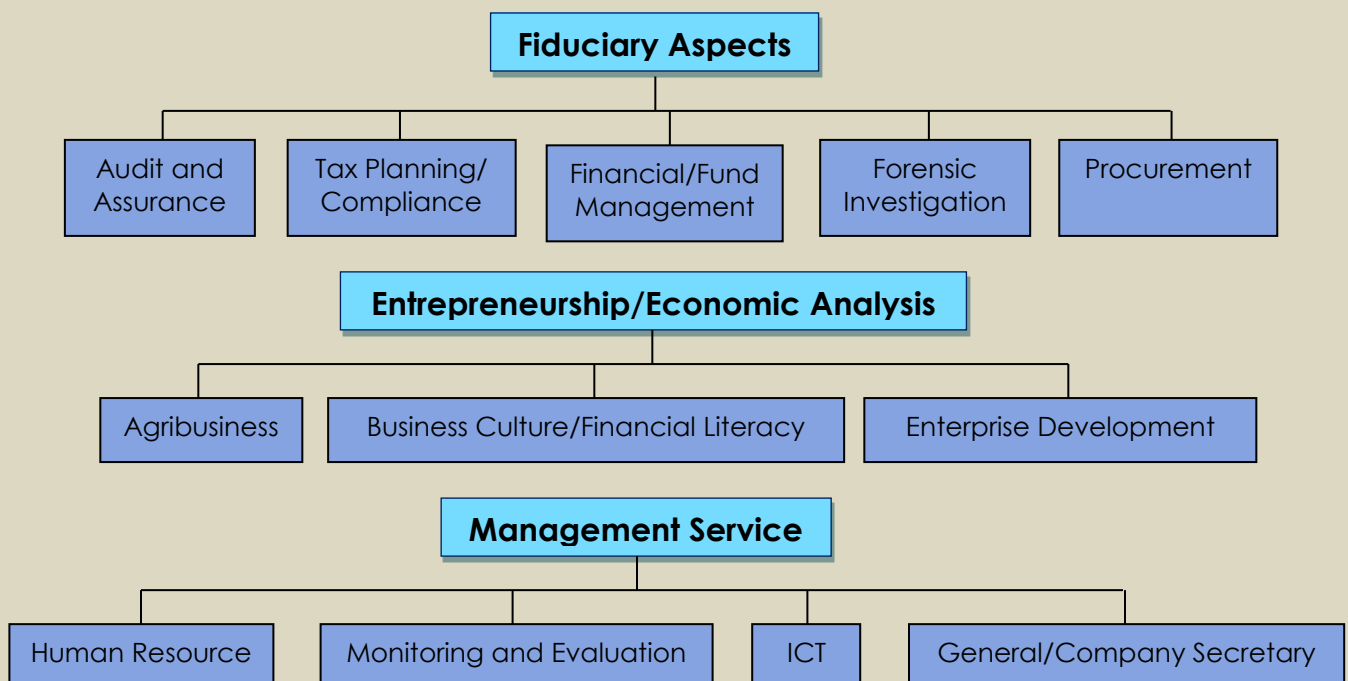 Fiduciary Aspects
Audit and
Assurance
Tax Planning/
Compliance
Financial/Fund
Management
Forensic
Investigation
Procurement
Entrepreneurship/Economic Analysis
Agribusiness
Business Culture/Financial Literacy
Enterprise Development
Management Service
Human Resource
Monitoring and Evaluation
ICT
General/Company Secretary